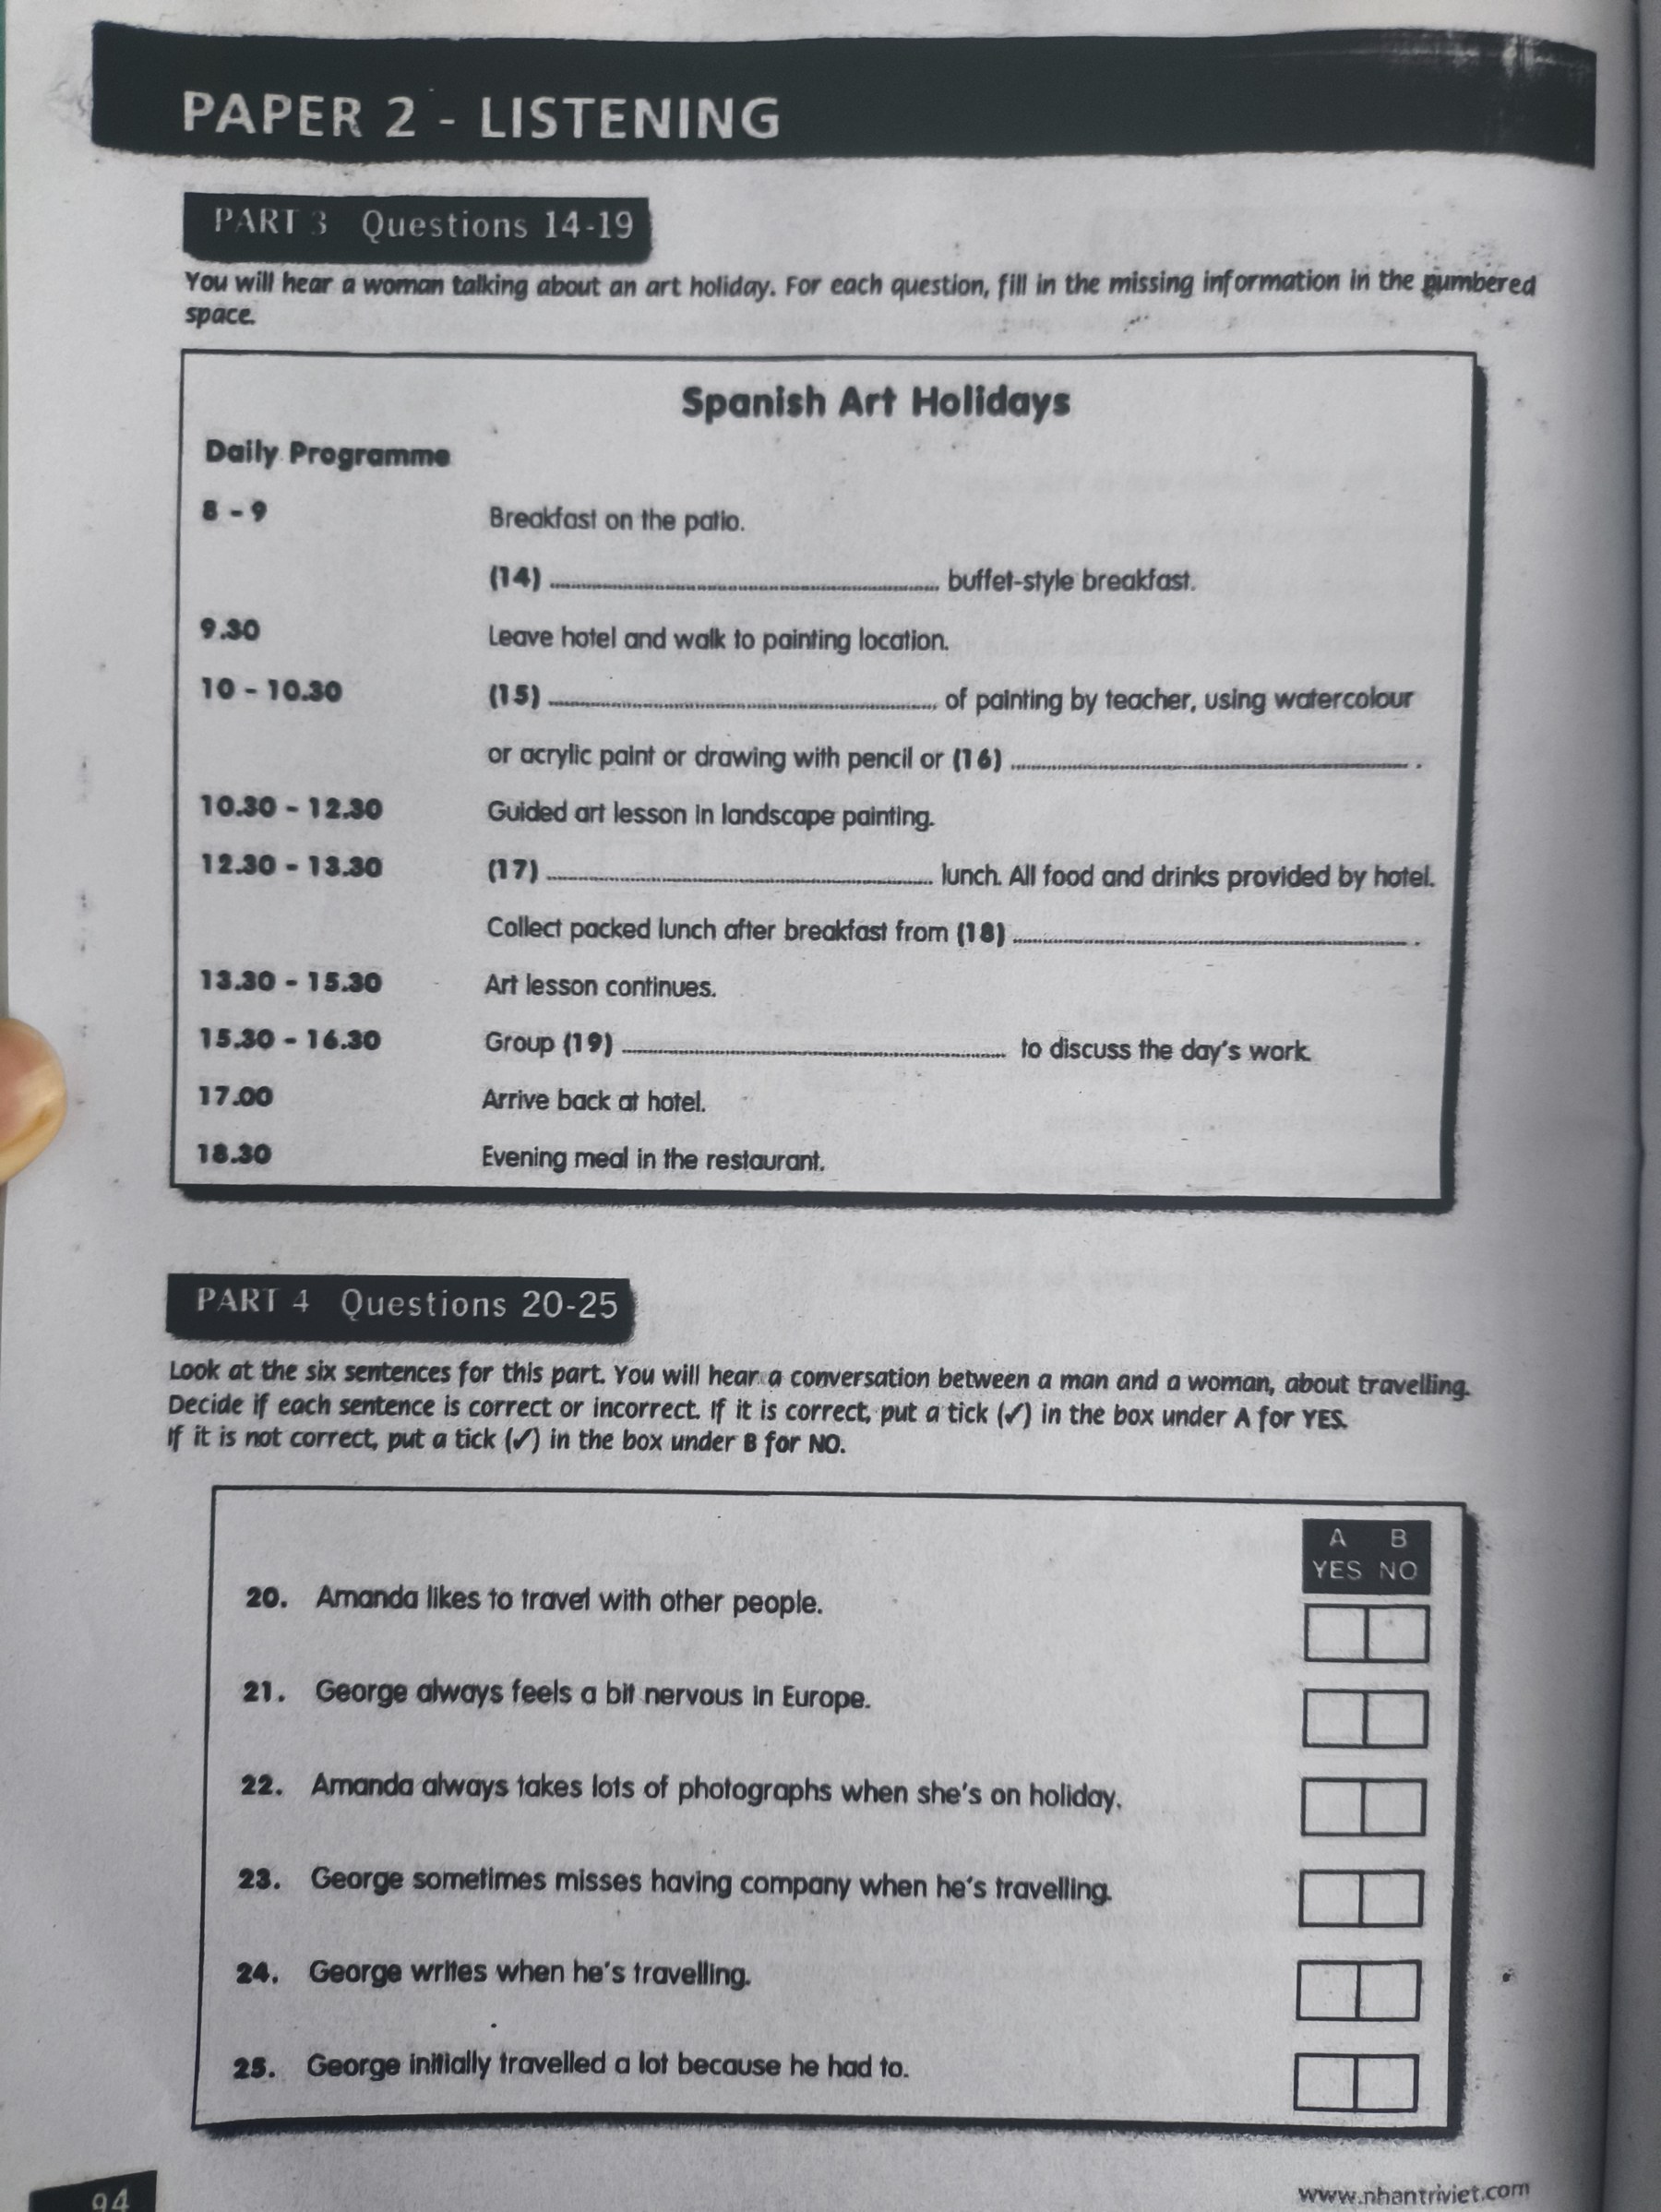 PAPER 2 - LISTENING
PART 3 Questions 14-19
You will hear a woman talking about an art holiday. For each question, fill in the missing information in the numbered
space.
Spanish Art Holidays
Daily Programme
8 - 9 Breakfast on the patio.
(14) ........................ buffet-style breakfast.
9.30 Leave hotel and walk to painting location.
10 - 10.30 (15) ........................ of painting by teacher, using watercolour
or acrylic paint or drawing with pencil or (16) ........................ .
10.30 - 12.30 Guided art lesson in landscape painting.
12.30 - 13.30 (17) ........................ lunch. All food and drinks provided by hotel.
Collect packed lunch after breakfast from (18) ........................ .
13.30 - 15.30 Art lesson continues.
15.30 - 16.30 Group (19) ........................ to discuss the day's work.
17.00 Arrive back at hotel.
18.30 Evening meal in the restaurant.
PART 4 Questions 20-25
Look at the six sentences for this part. You will hear a conversation between a man and a woman, about travelling.
Decide if each sentence is correct or incorrect. If it is correct, put a tick (✓) in the box under A for YES.
If it is not correct, put a tick (✓) in the box under B for NO.
A B
YES NO
20. Amanda likes to travel with other people.
21. George always feels a bit nervous in Europe.
22. Amanda always takes lots of photographs when she's on holiday.
23. George sometimes misses having company when he's travelling.
24. George writes when he's travelling.
25. George initially travelled a lot because he had to.
94
www.nhantriviet.com